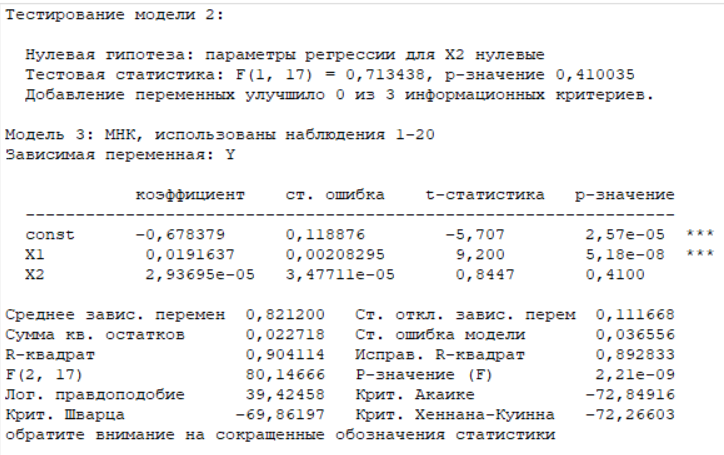 Тестирование модели 2:
Нулевая гипотеза: параметры регрессии для X2 нулевые
Тестовая статистика: F(1, 17) = 0,713438, p-значение 0,410035
Добавление переменных улучшило 0 из 3 информационных критериев.
Модель 3: МНК, использованы наблюдения 1-20
Зависимая переменная: Y
коэффициент ст. ошибка t-статистика p-значение
-----------------------------------------------------------------
const -0,678379 0,118876 -5,707 2,57e-05 ***
X1 0,0191637 0,00208295 9,200 5,18e-08 ***
X2 2,93695e-05 3,47711e-05 0,8447 0,4100
Среднее завис. перемен 0,821200 Ст. откл. завис. перем 0,111668
Сумма кв. остатков 0,022718 Ст. ошибка модели 0,036556
R-квадрат 0,904114 Исправ. R-квадрат 0,892833
F(2, 17) 80,14666 Р-значение (F) 2,21e-09
Лог. правдоподобие 39,42458 Крит. Акаике -72,84916
Крит. Шварца -69,86197 Крит. Хеннана-Куинна -72,26603
обратите внимание на сокращенные обозначения статистики